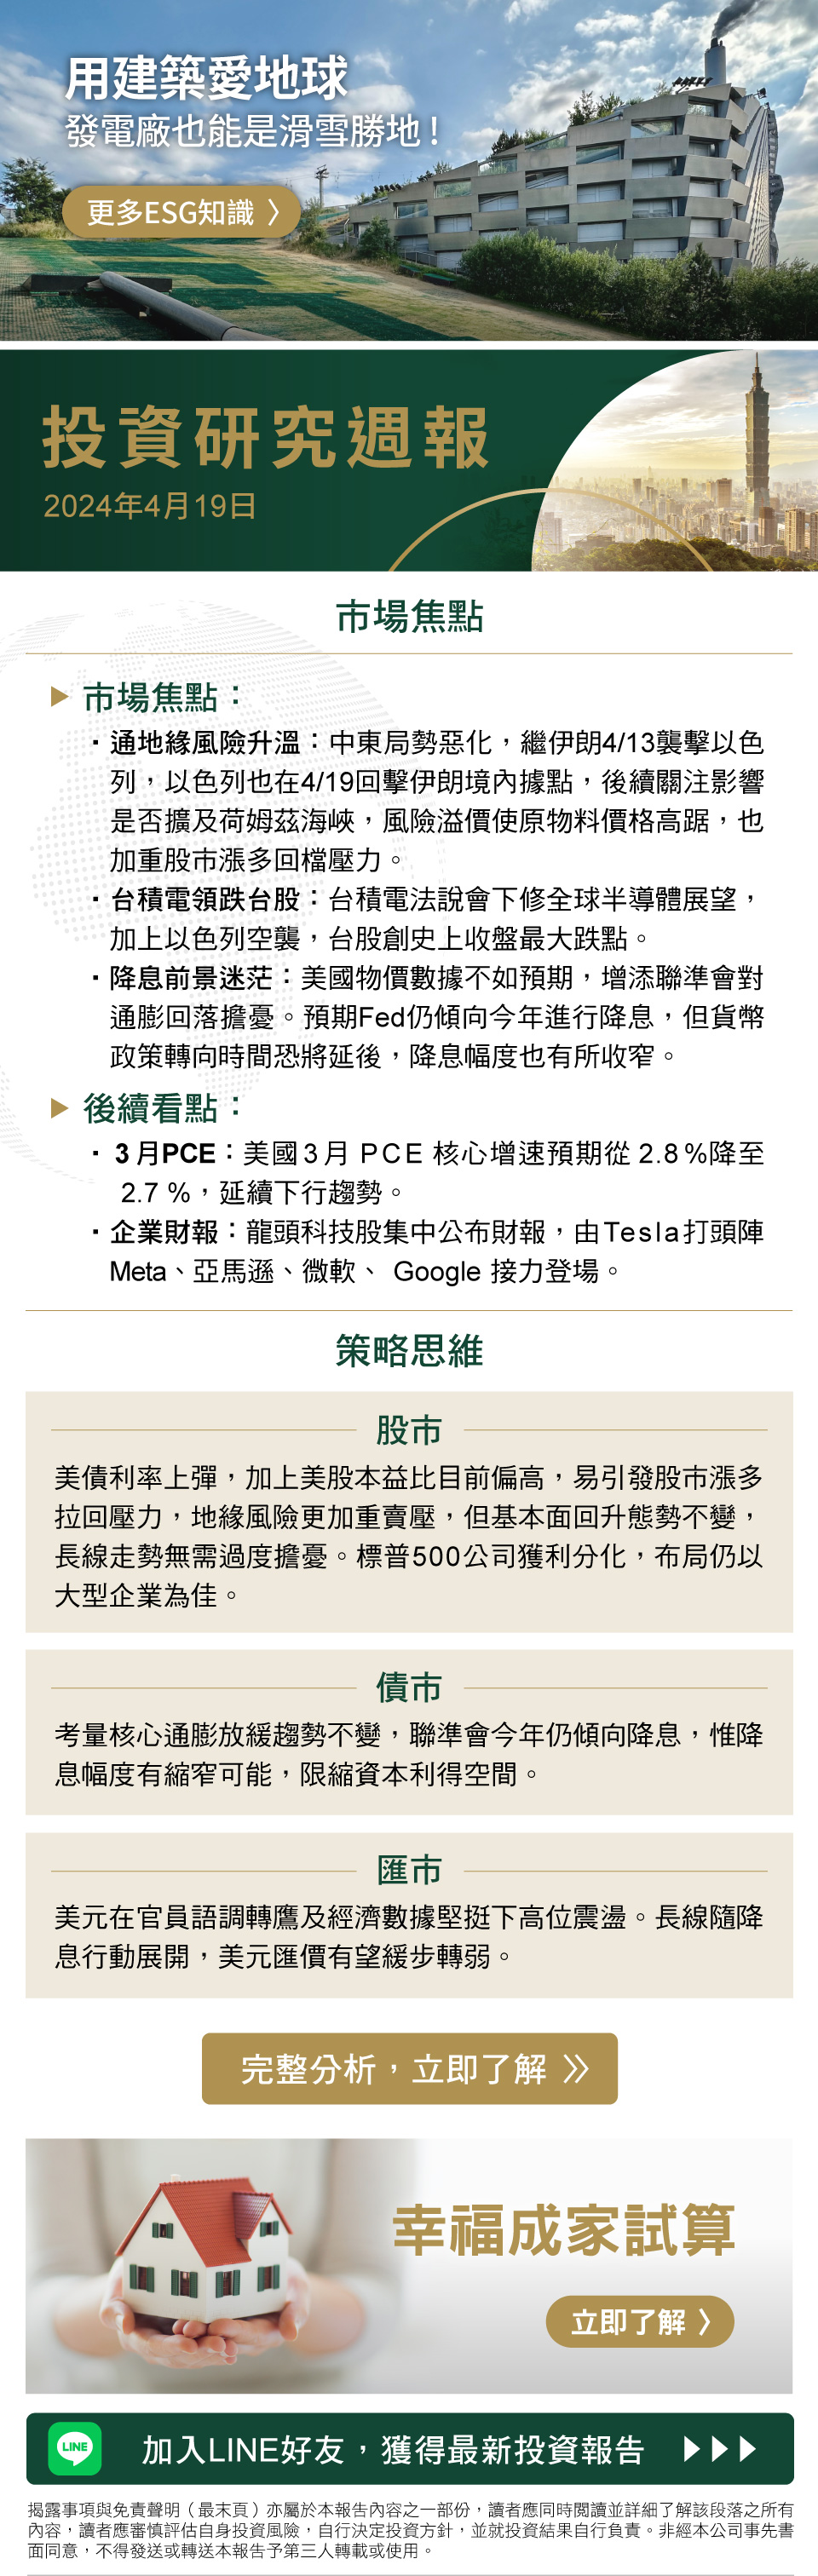 用建築愛地球
發電廠也能是滑雪勝地！
更多ESG知識 〉
投資研究週報
2024年4月19日
市場焦點
▶ 市場焦點：
・通地緣風險升溫：中東局勢惡化，繼伊朗4/13襲擊以色
列，以色列也在4/19回擊伊朗境內據點，後續關注影響
是否擴及荷姆茲海峽，風險溢價使原物料價格高踞，也
加重股市漲多回檔壓力。
・台積電領跌台股：台積電法說會下修全球半導體展望，
加上以色列空襲，台股創史上收盤最大跌點。
・降息前景迷茫：美國物價數據不如預期，增添聯準會對
通膨回落擔憂。預期Fed仍傾向今年進行降息，但貨幣
政策轉向時間恐將延後，降息幅度也有所收窄。
▶ 後續看點：
・3月PCE：美國3月 PCE 核心增速預期從 2.8%降至
2.7 %，延續下行趨勢。
・企業財報：龍頭科技股集中公布財報，由Tesla打頭陣
Meta、亞馬遜、微軟、 Google 接力登場。
策略思維
股市
美債利率上彈，加上美股本益比目前偏高，易引發股市漲多
拉回壓力，地緣風險更加重賣壓，但基本面回升態勢不變，
長線走勢無需過度擔憂。標普500公司獲利分化，布局仍以
大型企業為佳。
債市
考量核心通膨放緩趨勢不變，聯準會今年仍傾向降息，惟降
息幅度有縮窄可能，限縮資本利得空間。
匯市
美元在官員語調轉鷹及經濟數據堅挺下高位震盪。長線隨降
息行動展開，美元匯價有望緩步轉弱。
完整分析，立即了解 》
幸福成家試算
立即了解 〉
LINE
加入LINE好友，獲得最新投資報告 ▶▶▶
揭露事項與免責聲明（最末頁）亦屬於本報告內容之一部份，讀者應同時閱讀並詳細了解該段落之所有
內容，讀者應審慎評估自身投資風險，自行決定投資方針，並就投資結果自行負責。非經本公司事先書
面同意，不得發送或轉送本報告予第三人轉載或使用。